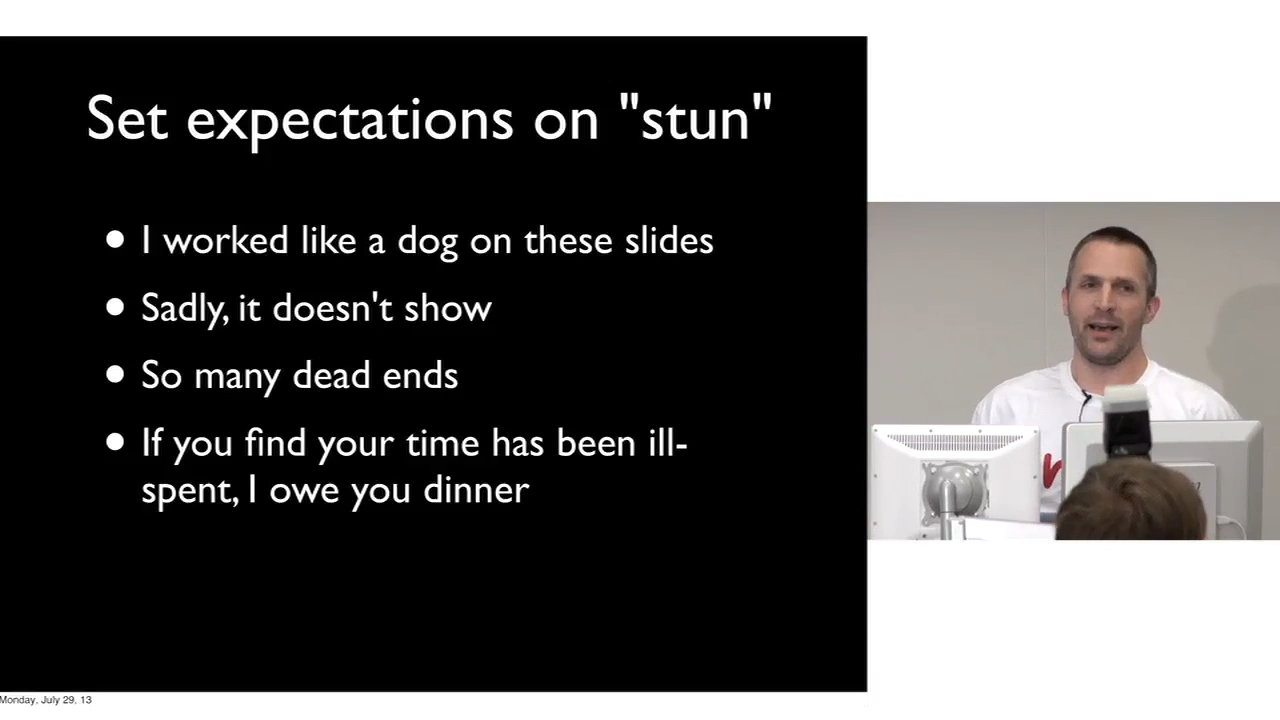 Set expectations on "stun"
• I worked like a dog on these slides
• Sadly, it doesn't show
• So many dead ends
• If you find your time has been ill-
spent, I owe you dinner
Monday, July 29, 13